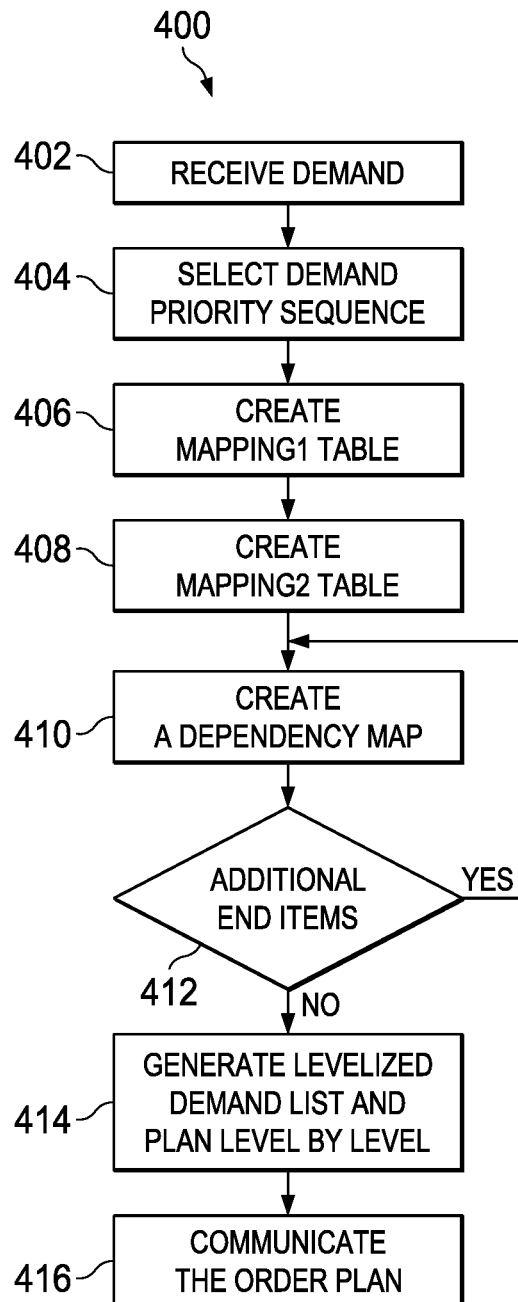 400
402
RECEIVE DEMAND
404
SELECT DEMAND
PRIORITY SEQUENCE
406
CREATE
MAPPING1 TABLE
408
CREATE
MAPPING2 TABLE
410
CREATE
A DEPENDENCY MAP
ADDITIONAL
END ITEMS
YES
412
NO
414
GENERATE LEVELIZED
DEMAND LIST AND
PLAN LEVEL BY LEVEL
416
COMMUNICATE
THE ORDER PLAN